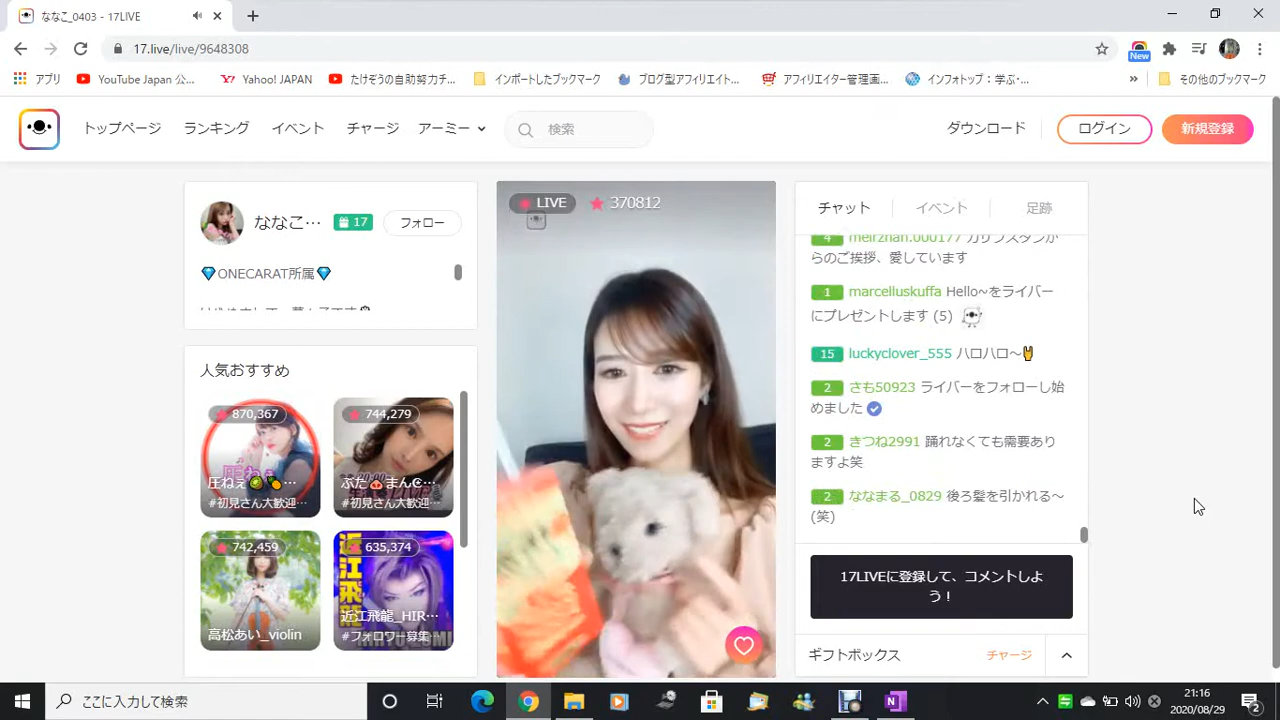 ななこ_0403 - 17LIVE
17.live/live/9648308
New
アプリ
YouTube Japan 公...
Yahoo! JAPAN
たけぞうの自助努力チ...
インポートしたブックマーク
ブログ型アフィリエイト...
アフィリエイター管理画...
インフォトップ：学ぶ・...
»
その他のブックマーク
トップページ
ランキング
イベント
チャージ
アーミー
検索
ダウンロード
ログイン
新規登録
ななこ…
17
フォロー
💎ONECARAT所属💎
人気おすすめ
870,367
圧ねぇ🥝🍍…
#初見さん大歓迎…
744,279
ぶた🐽まん@…
#初見さん大歓迎…
742,459
高松あい_violin
635,374
近江飛龍_HIR…
#フォロワー募集…
LIVE
370812
チャット
イベント
足跡
4 meirzhan.000177 カザフスタンか
らのご挨拶、愛しています
1 marcelluskuffa Hello~をライバー
にプレゼントします (5)
15 luckyclover_555 ハロハロ〜🤘
2 さも50923 ライバーをフォローし始
めました
2 きつね2991 踊れなくても需要あり
ますよ笑
2 ななまる_0829 後ろ髪を引かれる〜
(笑)
17LIVEに登録して、コメントしよ
う！
ギフトボックス
チャージ
ここに入力して検索
21:16
2020/08/29
2